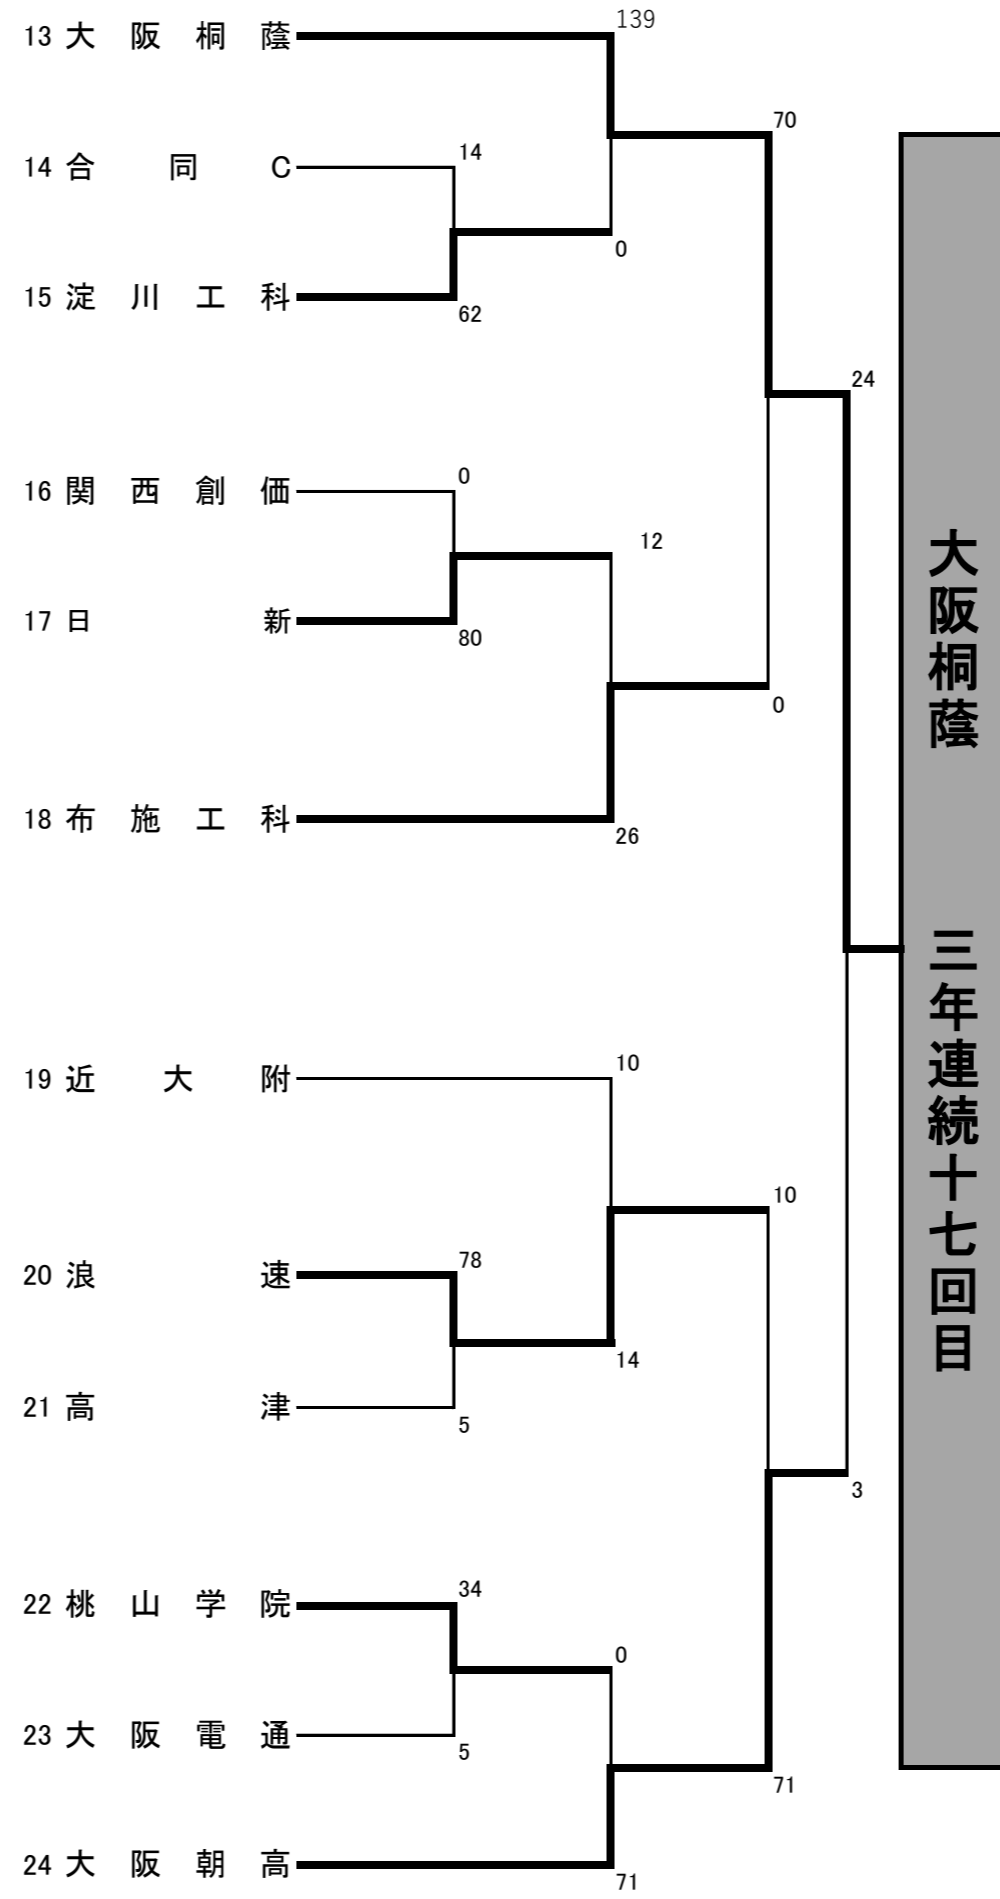 139
13 大阪桐蔭
70
14 合同C
14
0
15 淀川工科
62
24
16 関西創価
0
12
17 日新
80
0
18 布施工科
26
19 近大附
10
10
20 浪速
78
14
21 高津
5
3
22 桃山学院
34
0
23 大阪電通
5
71
24 大阪朝高
71
大阪桐蔭 三年連続十七回目